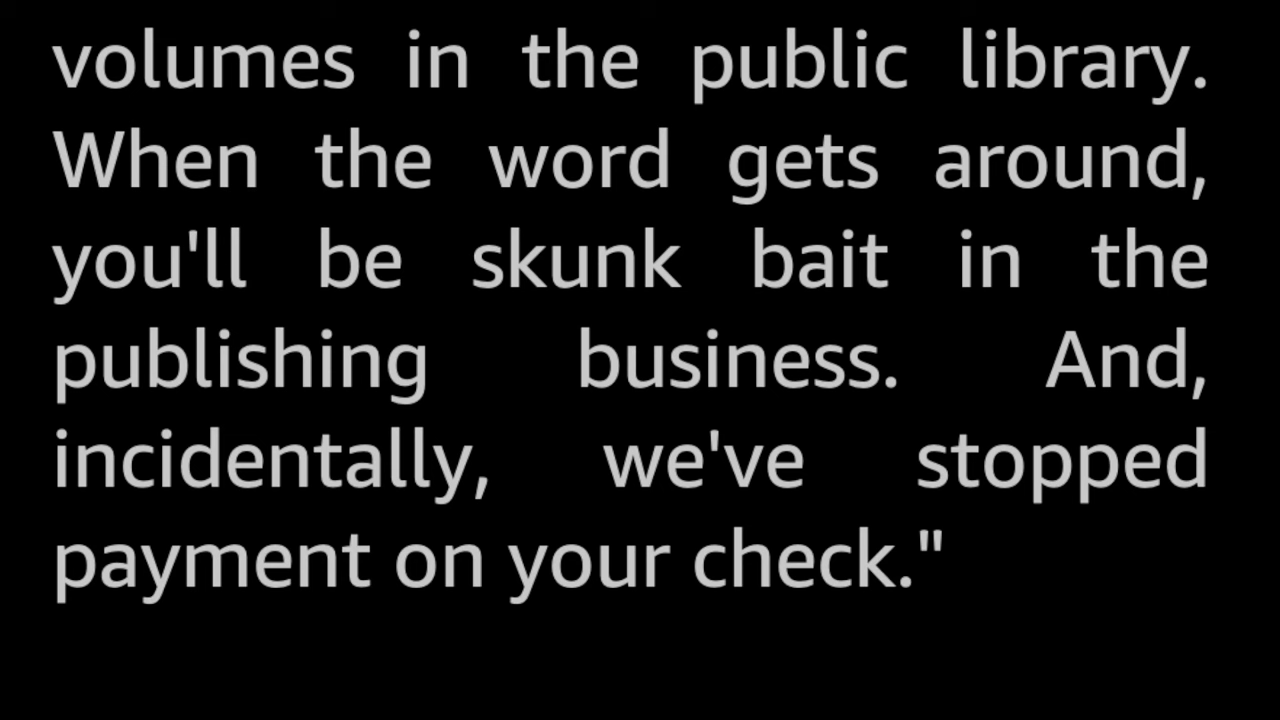 volumes in the public library.
When the word gets around,
you'll be skunk bait in the
publishing business. And,
incidentally, we've stopped
payment on your check."